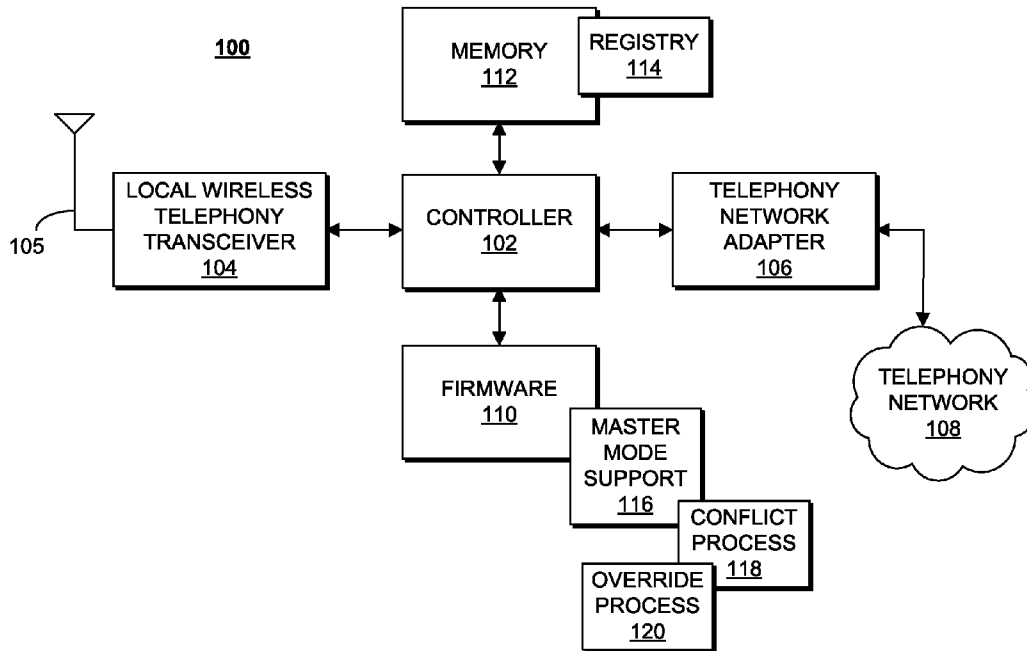 100
MEMORY
112
REGISTRY
114
105
LOCAL WIRELESS
TELEPHONY
TRANSCEIVER
104
CONTROLLER
102
TELEPHONY
NETWORK
ADAPTER
106
TELEPHONY
NETWORK
108
FIRMWARE
110
MASTER
MODE
SUPPORT
116
CONFLICT
PROCESS
118
OVERRIDE
PROCESS
120